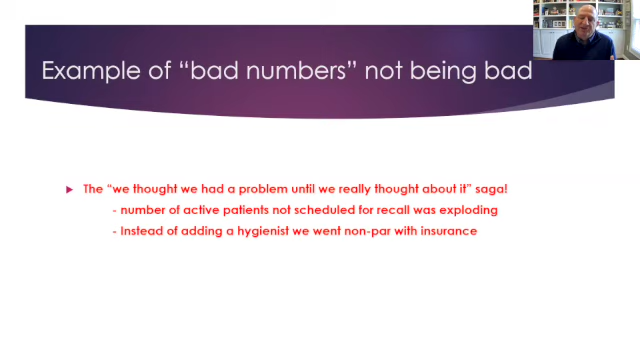 Example of “bad numbers” not being bad
The “we thought we had a problem until we really thought about it” saga!
- number of active patients not scheduled for recall was exploding
- Instead of adding a hygienist we went non-par with insurance